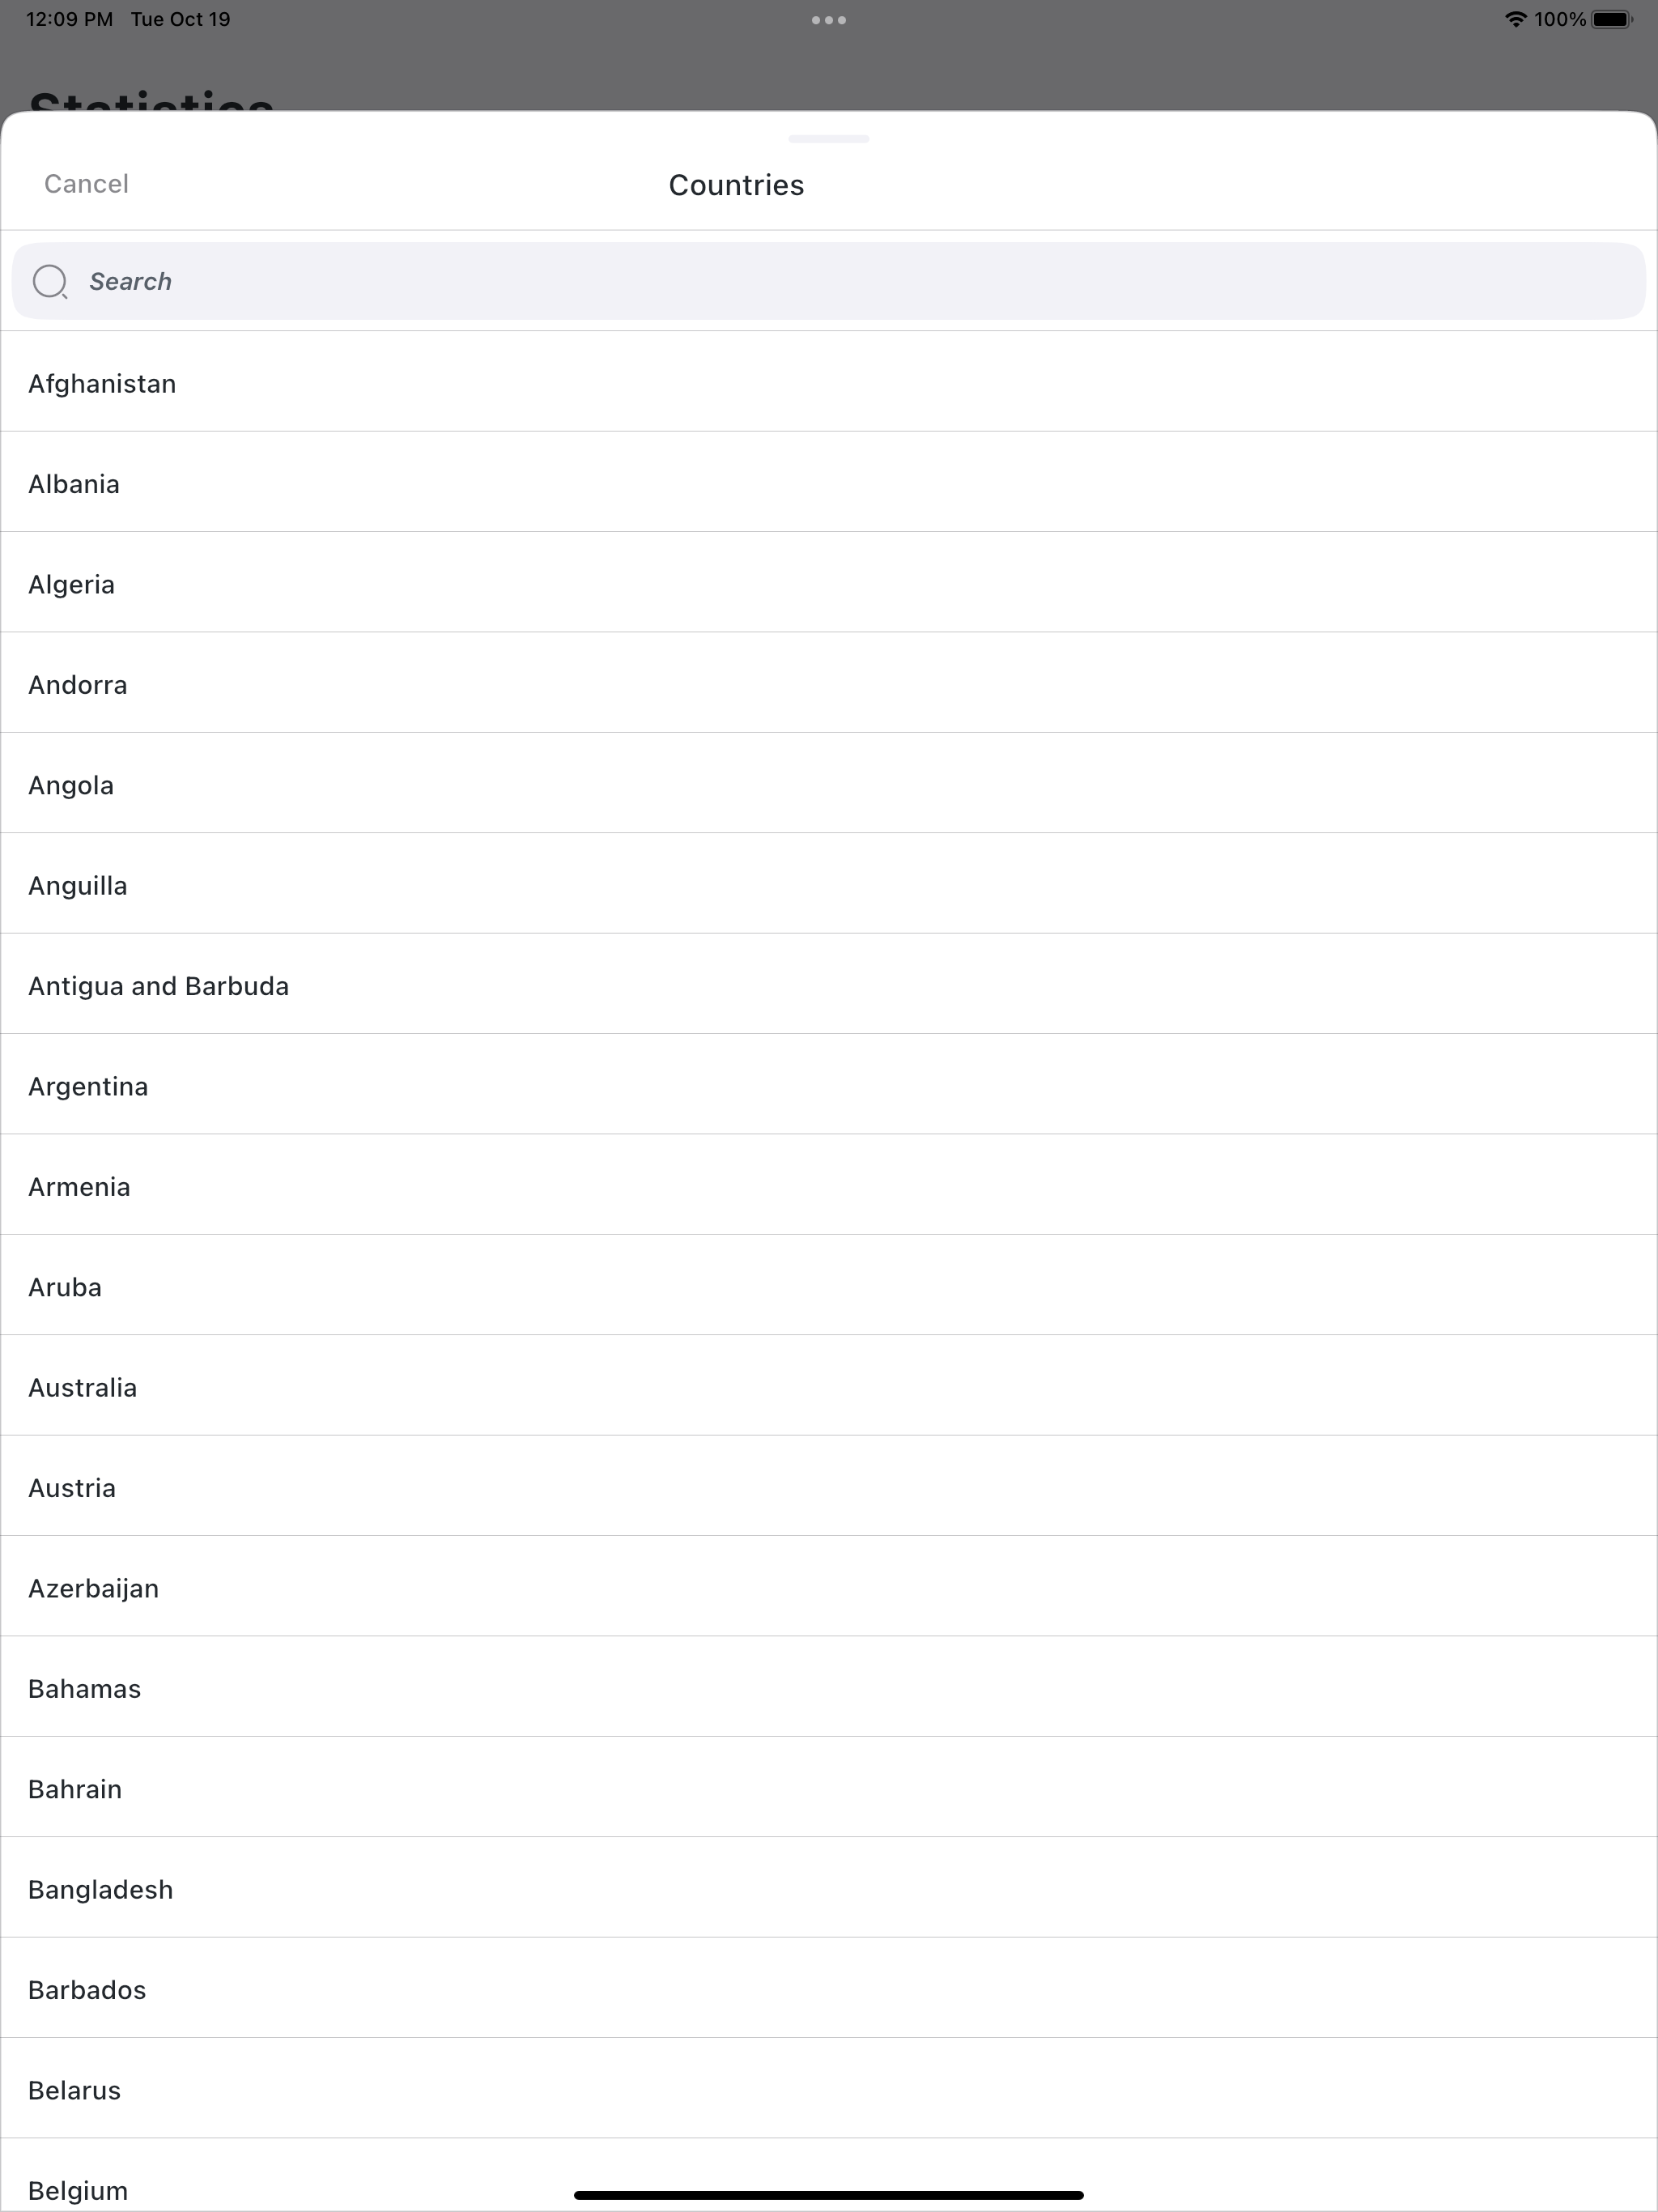 12:09 PM Tue Oct 19
100%
Statistics
Cancel
Countries
Search
Afghanistan
Albania
Algeria
Andorra
Angola
Anguilla
Antigua and Barbuda
Argentina
Armenia
Aruba
Australia
Austria
Azerbaijan
Bahamas
Bahrain
Bangladesh
Barbados
Belarus
Belgium